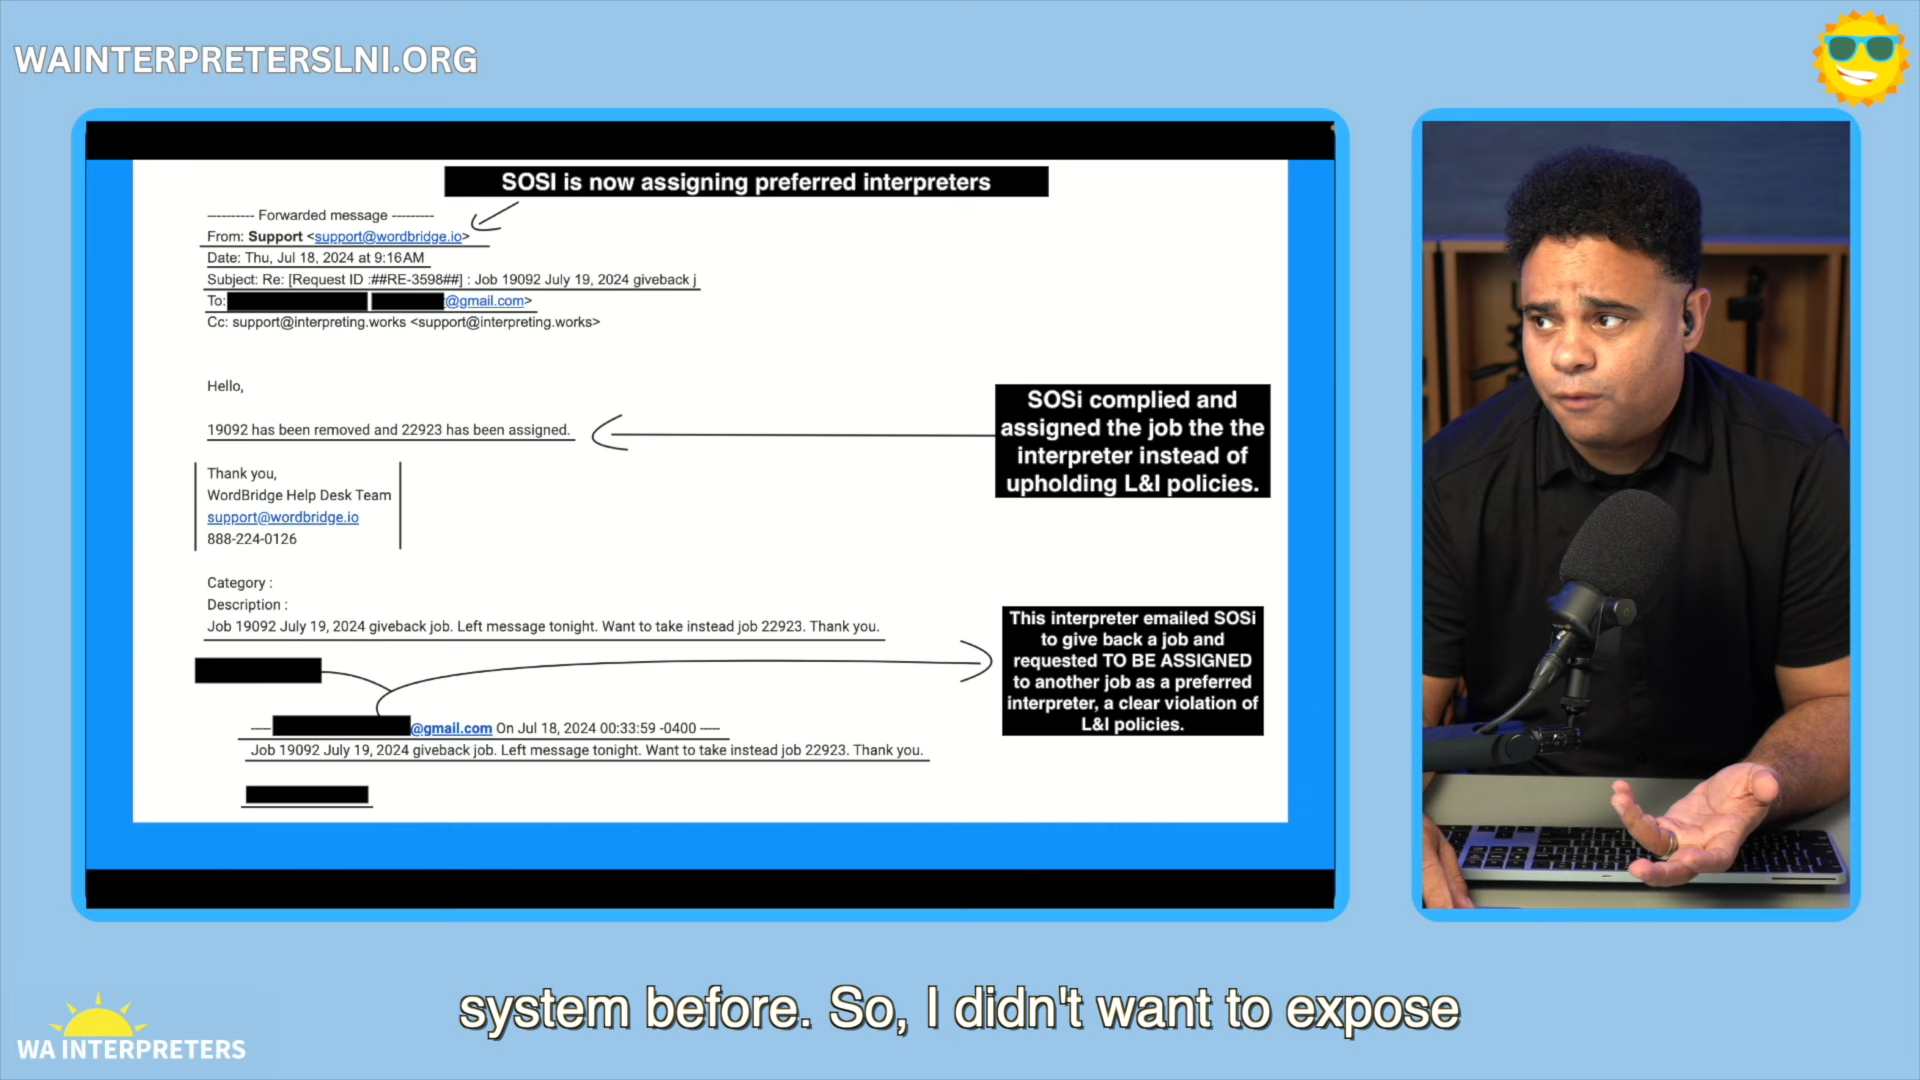 WAINTERPRETERSLNI.ORG
SOSI is now assigning preferred interpreters
---------- Forwarded message ---------
From: Support <support@wordbridge.io>
Date: Thu, Jul 18, 2024 at 9:16AM
Subject: Re: [Request ID :##RE-3598##] : Job 19092 July 19, 2024 giveback j
To: @gmail.com>
Cc: support@interpreting.works <support@interpreting.works>
Hello,
19092 has been removed and 22923 has been assigned.
SOSi complied and
assigned the job the the
interpreter instead of
upholding L&I policies.
Thank you,
WordBridge Help Desk Team
support@wordbridge.io
888-224-0126
Category :
Description :
Job 19092 July 19, 2024 giveback job. Left message tonight. Want to take instead job 22923. Thank you.
This interpreter emailed SOSi
to give back a job and
requested TO BE ASSIGNED
to another job as a preferred
interpreter, a clear violation of
L&I policies.
---- @gmail.com On Jul 18, 2024 00:33:59 -0400 ----
Job 19092 July 19, 2024 giveback job. Left message tonight. Want to take instead job 22923. Thank you.
system before. So, I didn't want to expose
WA INTERPRETERS